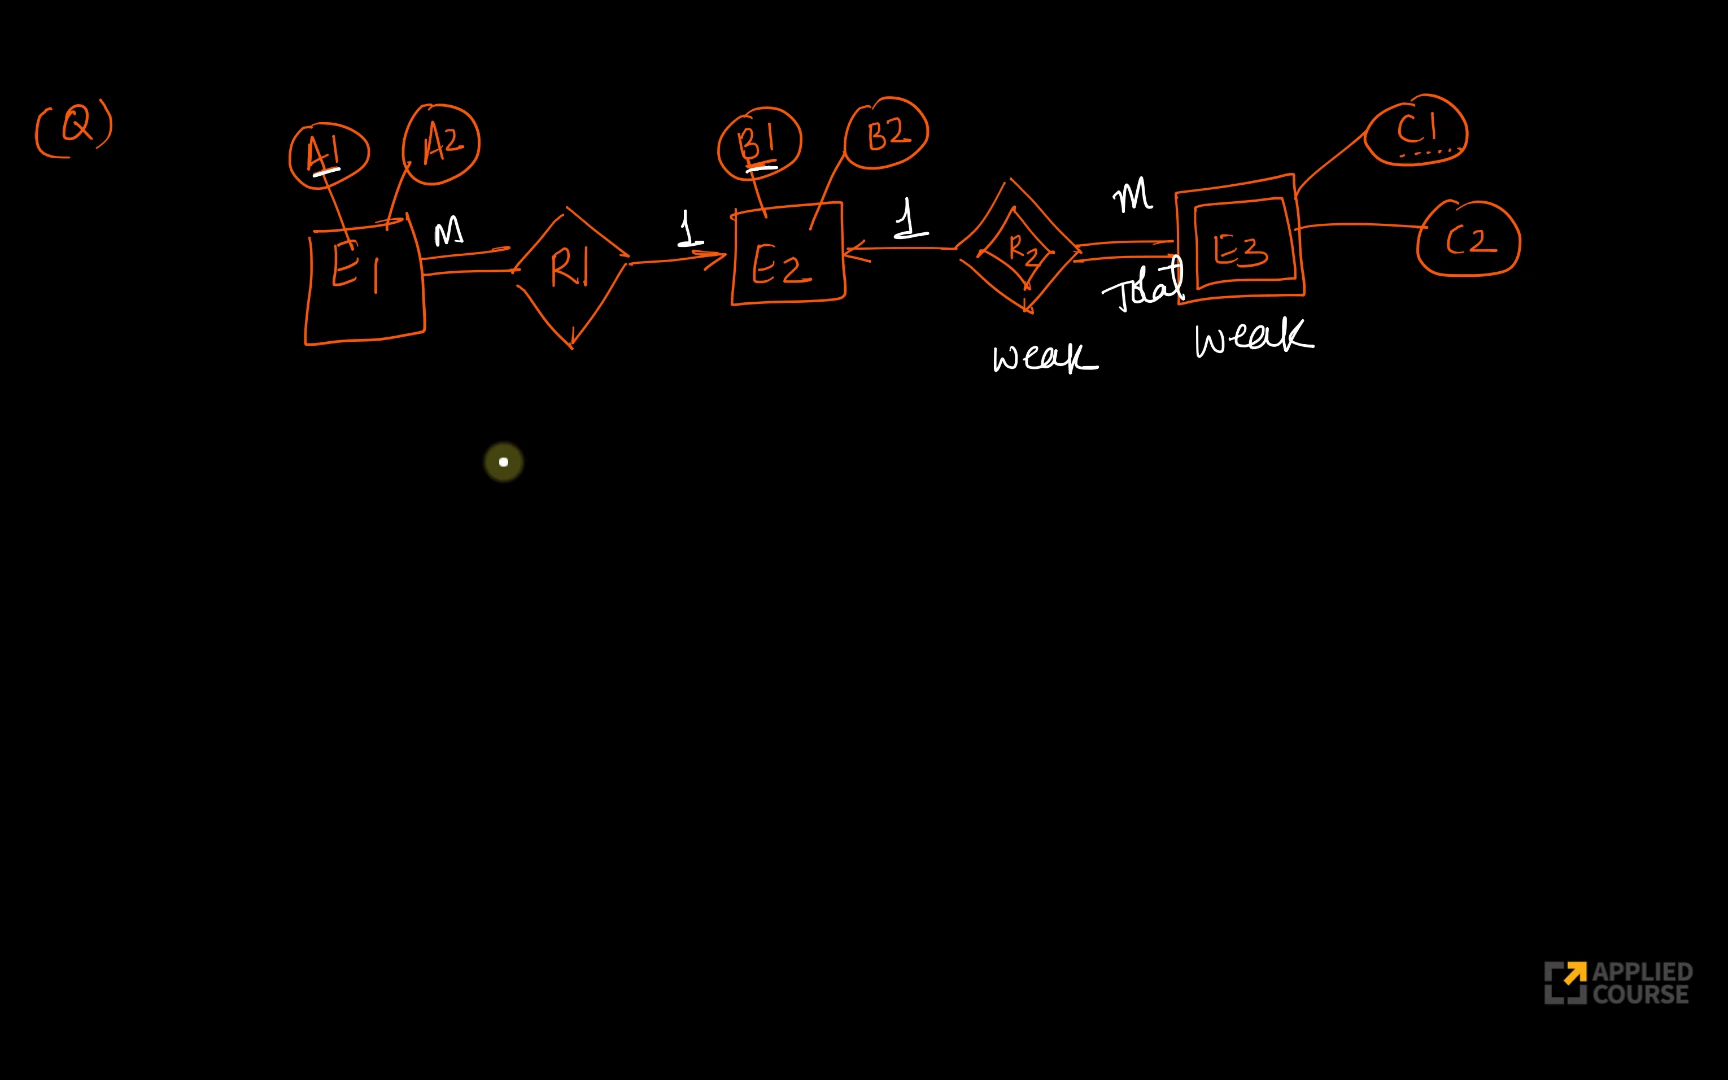 (Q)
A1 A2 B1 B2 C1
M 1 1 M
E1 R1 E2 R2 E3 C2
Total
weak weak
APPLIED
COURSE